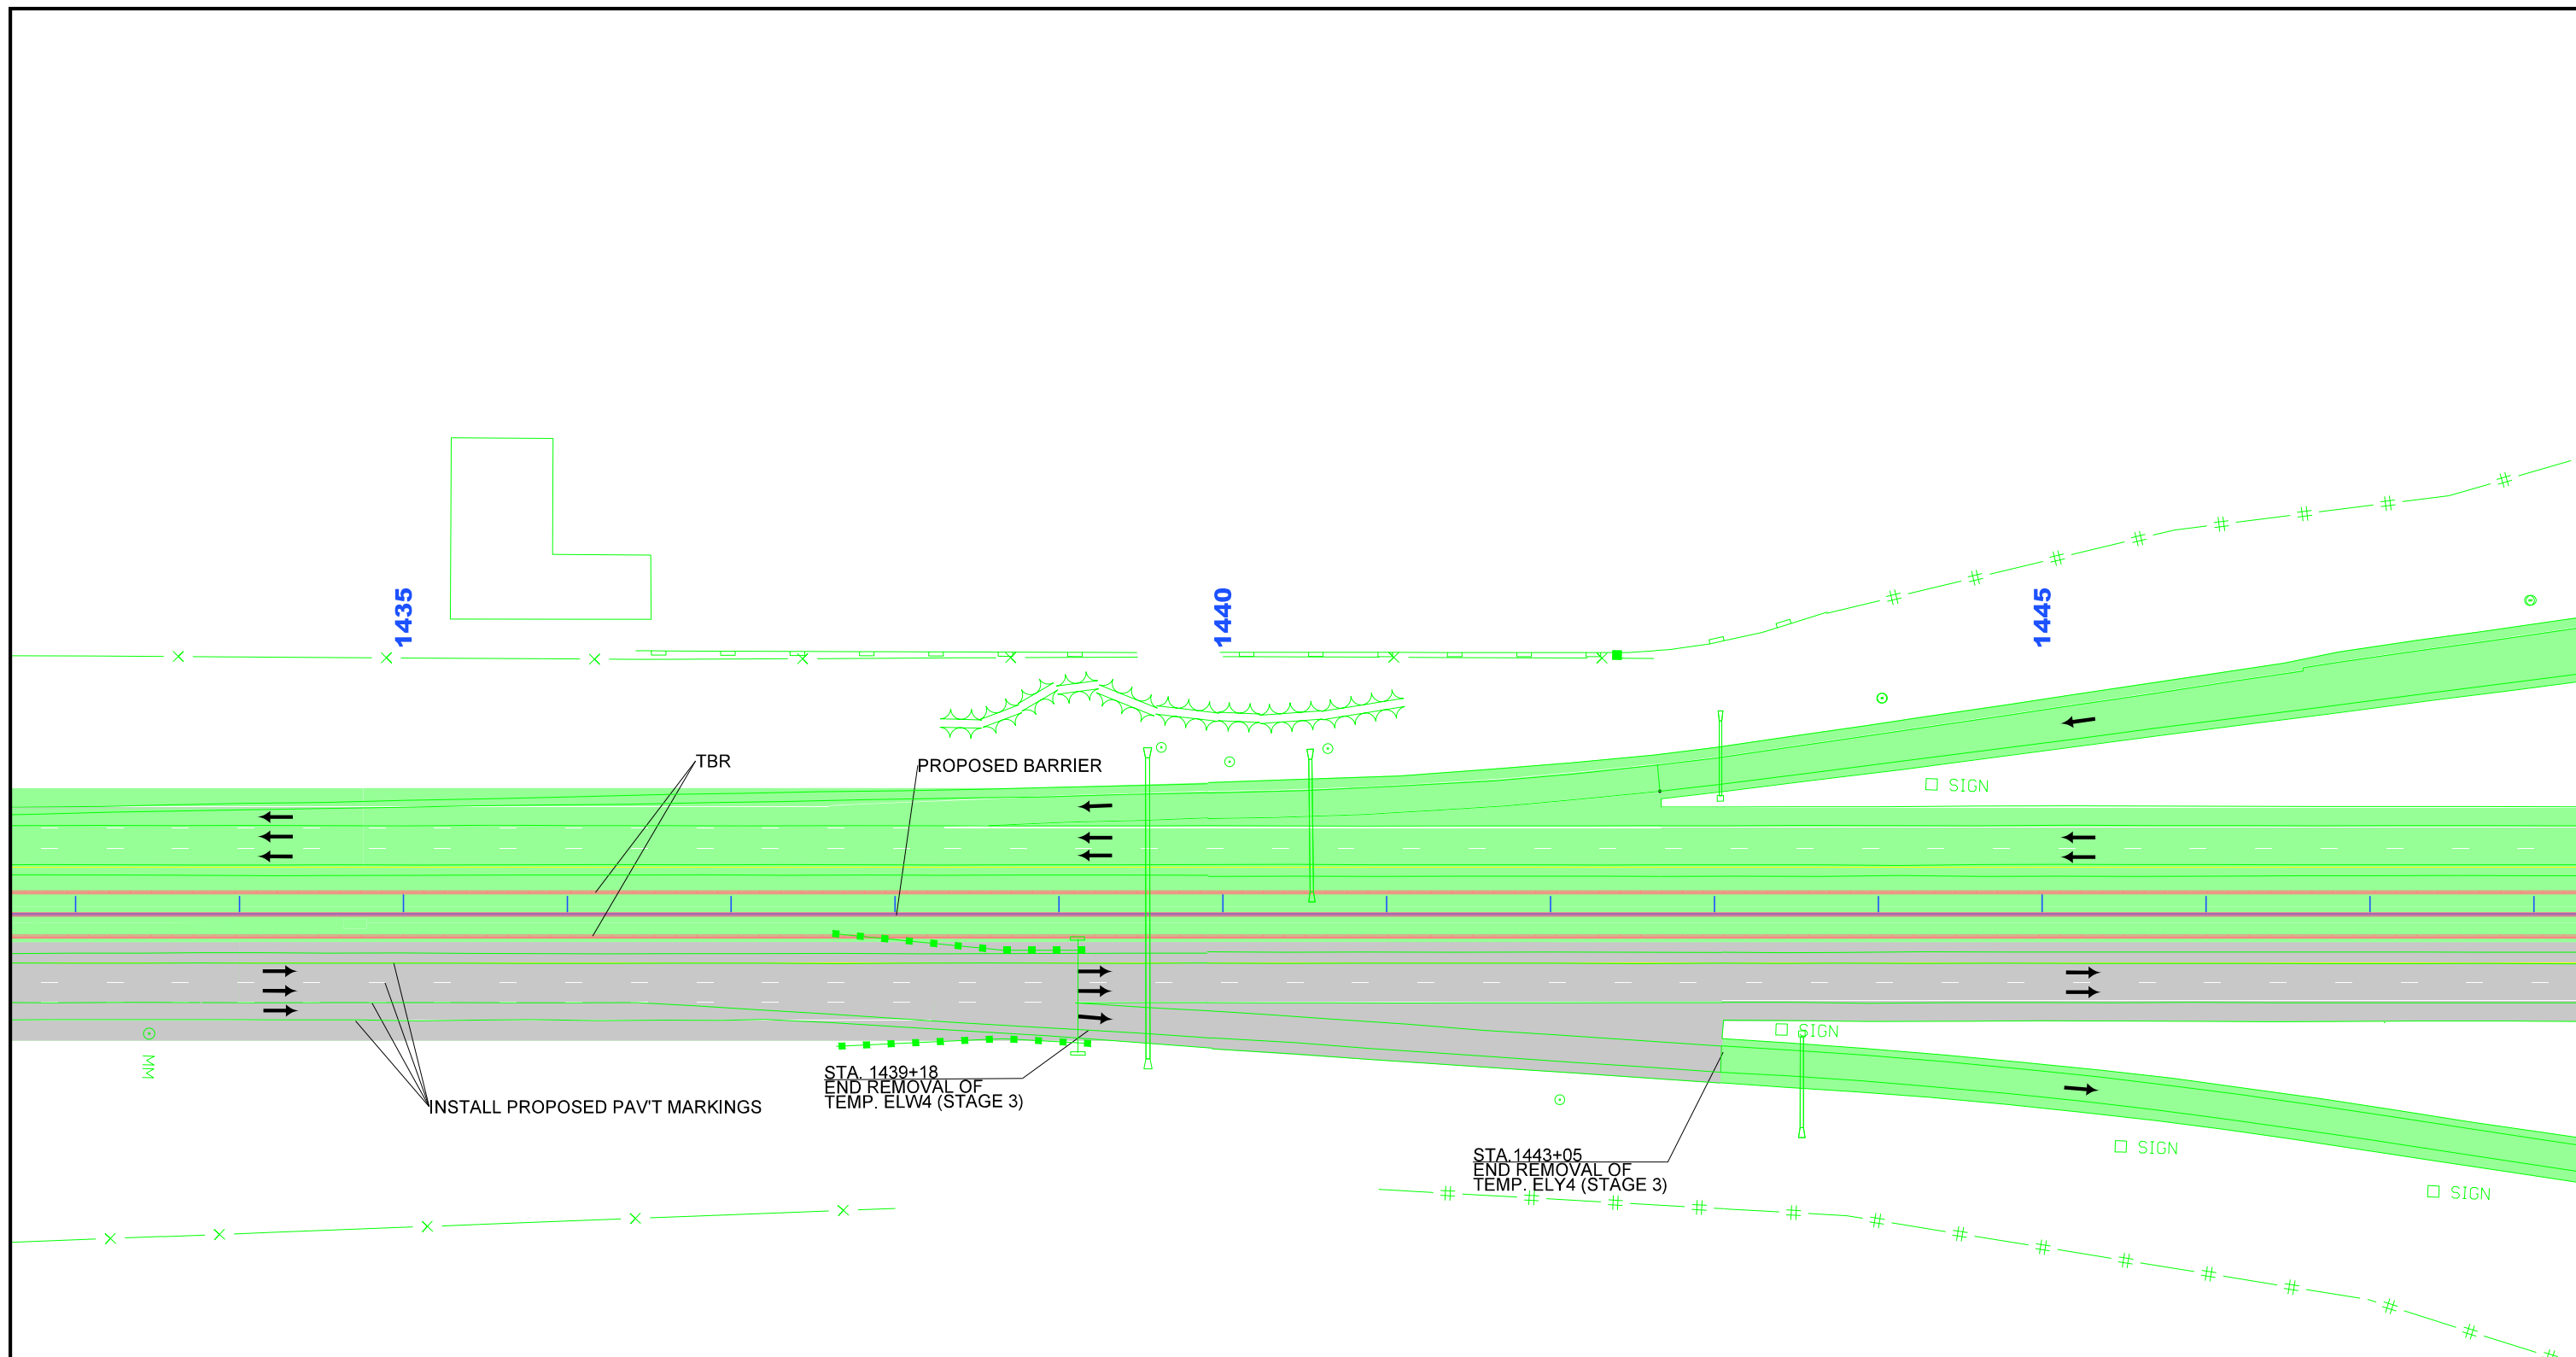 1435
1440
1445
TBR
PROPOSED BARRIER
SIGN
SIGN
MM
STA. 1439+18
END REMOVAL OF
TEMP. ELW4 (STAGE 3)
INSTALL PROPOSED PAV'T MARKINGS
STA.1443+05
END REMOVAL OF
TEMP. ELY4 (STAGE 3)
SIGN
SIGN